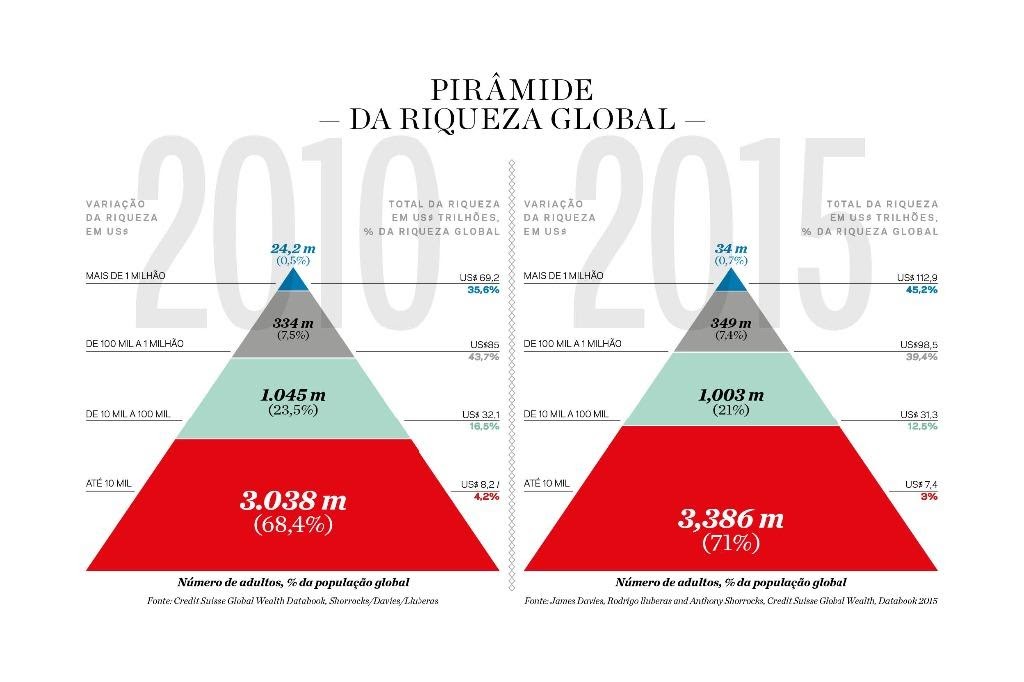 PIRÂMIDE
— DA RIQUEZA GLOBAL —
2010
VARIAÇÃO
DA RIQUEZA
EM US$
TOTAL DA RIQUEZA
EM US$ TRILHÕES,
% DA RIQUEZA GLOBAL
24,2 m
(0,5%)
MAIS DE 1 MILHÃO
US$ 69,2
35,6%
334 m
(7,5%)
DE 100 MIL A 1 MILHÃO
US$85
43,7%
1.045 m
(23,5%)
DE 10 MIL A 100 MIL
US$ 32,1
16,5%
ATÉ 10 MIL
US$ 8,2 /
4,2%
3.038 m
(68,4%)
Número de adultos, % da população global
Fonte: Credit Suisse Global Wealth Databook, Shorrocks/Davies/Lluberas
2015
VARIAÇÃO
DA RIQUEZA
EM US$
TOTAL DA RIQUEZA
EM US$ TRILHÕES,
% DA RIQUEZA GLOBAL
34 m
(0,7%)
MAIS DE 1 MILHÃO
US$ 112,9
45,2%
349 m
(7,4%)
DE 100 MIL A 1 MILHÃO
US$98,5
39,4%
1,003 m
(21%)
DE 10 MIL A 100 MIL
US$ 31,3
12,5%
ATÉ 10 MIL
US$ 7,4
3%
3,386 m
(71%)
Número de adultos, % da população global
Fonte: James Davies, Rodrigo lluberas and Anthony Shorrocks, Credit Suisse Global Wealth, Databook 2015